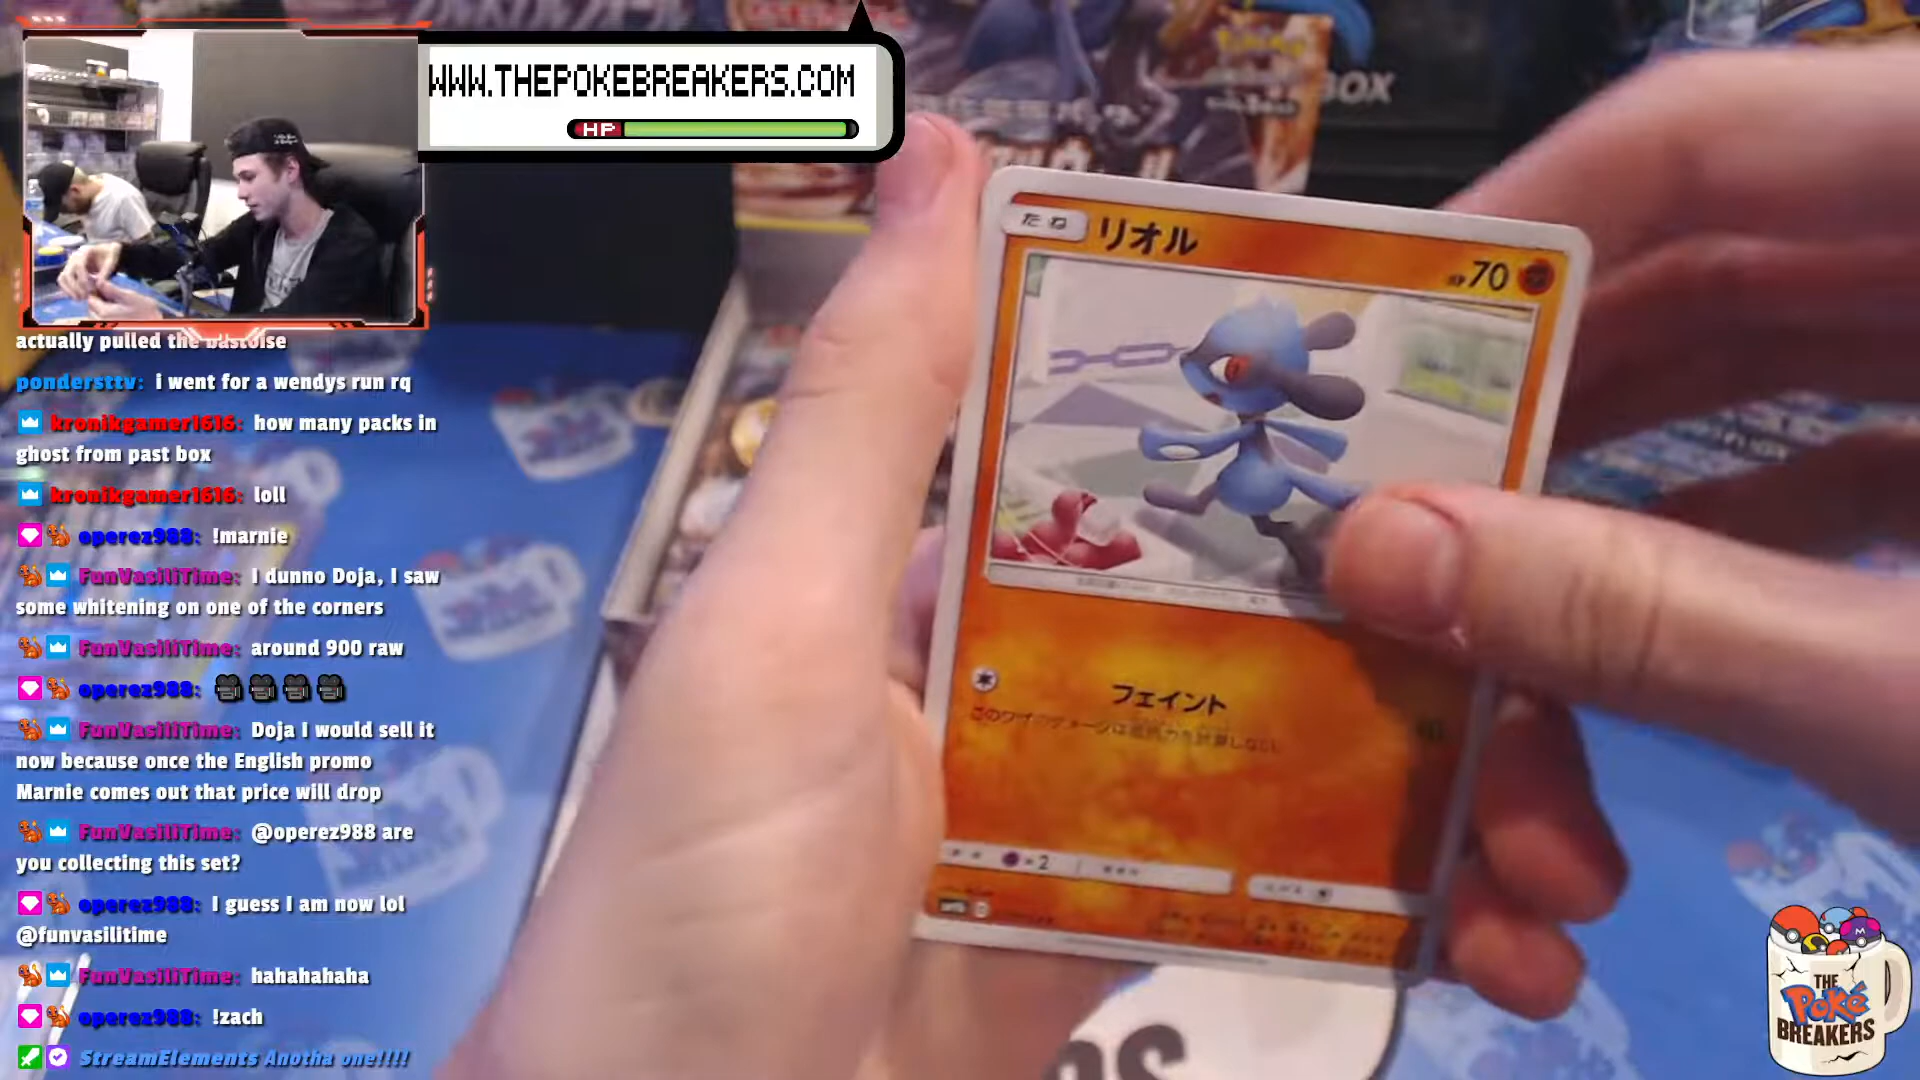 WWW.THEPOKEBREAKERS.COM
HP
BOX
たね リオル
70
フェイント
×2
actually pulled the blastoise
pondersttv: i went for a wendys run rq
kronikgamer1616: how many packs in
ghost from past box
kronikgamer1616: loll
operez988: !marnie
FunVasiliTime: I dunno Doja, I saw
some whitening on one of the corners
FunVasiliTime: around 900 raw
operez988:
FunVasiliTime: Doja I would sell it
now because once the English promo
Marnie comes out that price will drop
FunVasiliTime: @operez988 are
you collecting this set?
operez988: I guess I am now lol
@funvasilitime
FunVasiliTime: hahahahaha
operez988: !zach
StreamElements Anotha one!!!!
THE
Poké
BREAKERS